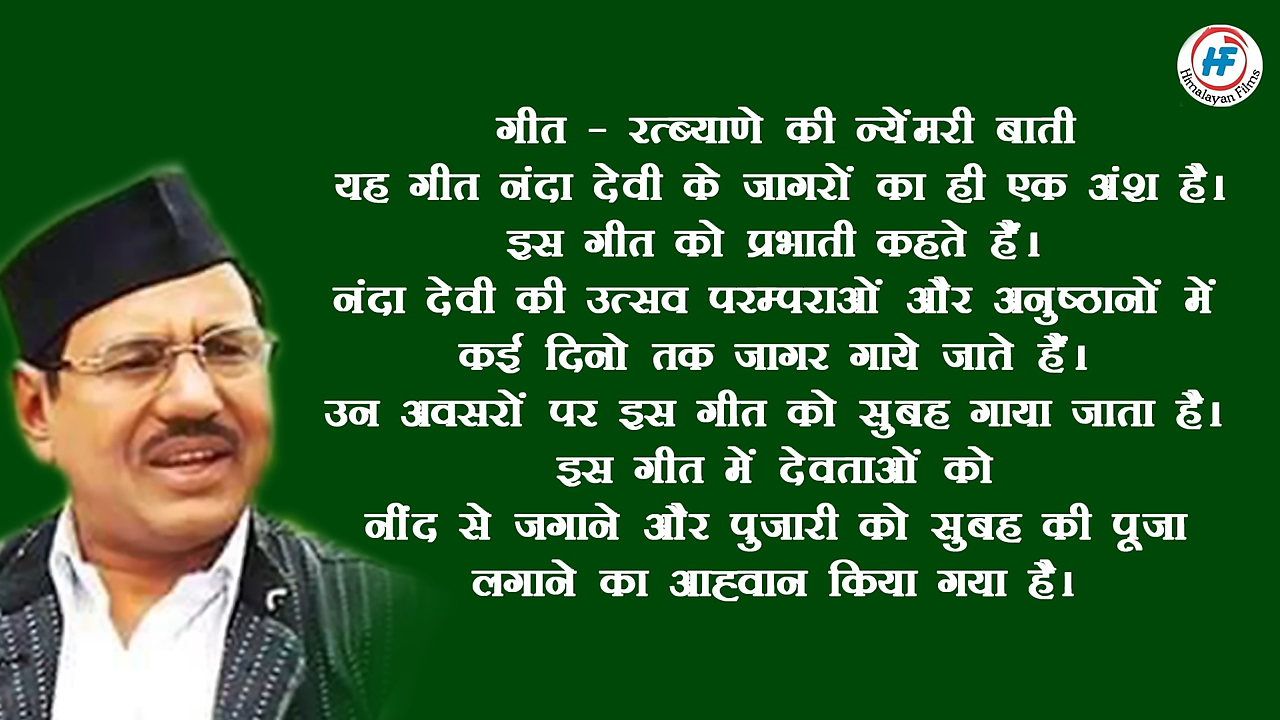 HF
Himalayan Films
गीत - रत्ब्याणे की न्येंमरी बाती
यह गीत नंदा देवी के जागरों का ही एक अंश है।
इस गीत को प्रभाती कहते हैं।
नंदा देवी की उत्सव परम्पराओं और अनुष्ठानों में
कई दिनो तक जागर गाये जाते हैं।
उन अवसरों पर इस गीत को सुबह गाया जाता है।
इस गीत में देवताओं को
नींद से जगाने और पुजारी को सुबह की पूजा
लगाने का आह्वान किया गया है।